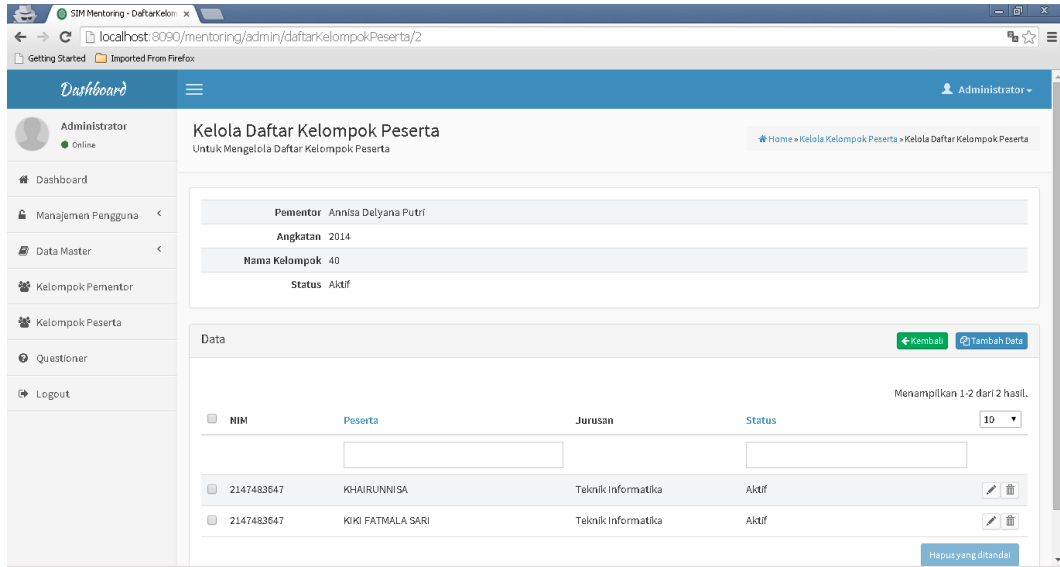 SIM Mentoring - DaftarKelom
localhost:8090/mentoring/admin/daftarKelompokPeserta/2
Getting Started Imported From Firefox
Dashboard
Administrator
Administrator
Online
Dashboard
Manajemen Pengguna
Data Master
Kelompok Pementor
Kelompok Peserta
Questioner
Logout
Kelola Daftar Kelompok Peserta
Untuk Mengelola Daftar Kelompok Peserta
Home » Kelola Kelompok Peserta » Kelola Daftar Kelompok Peserta
Pementor Annisa Delyana Putri
Angkatan 2014
Nama Kelompok 40
Status Aktif
Data
Kembali Tambah Data
Menampilkan 1-2 dari 2 hasil.
NIM Peserta Jurusan Status 10
2147483647 KHAIRUNNISA Teknik Informatika Aktif
2147483647 KIKI FATMALA SARI Teknik Informatika Aktif
Hapus yang ditandai